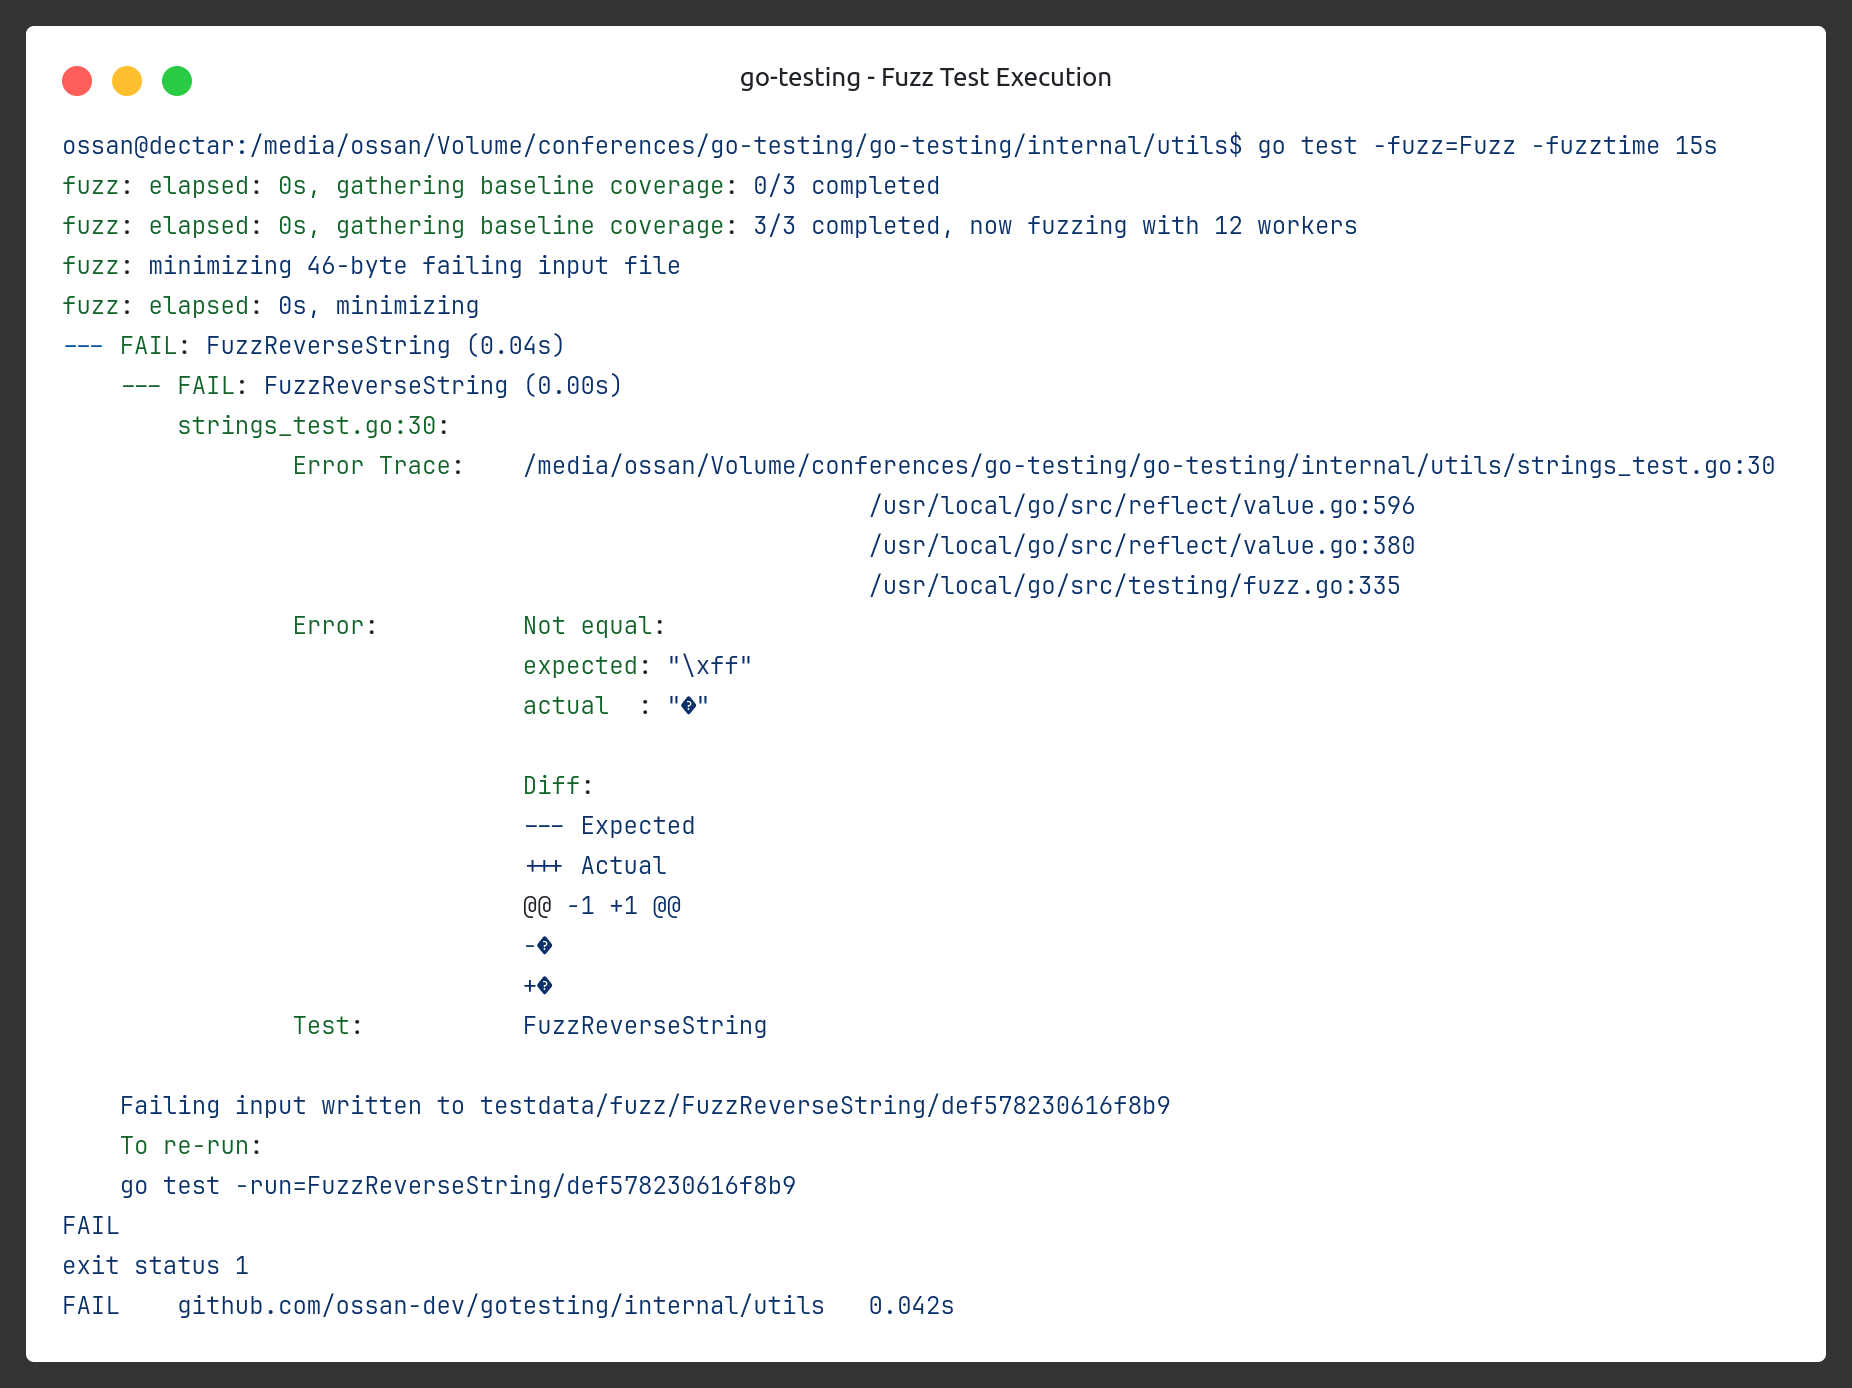 go-testing - Fuzz Test Execution
ossan@dectar:/media/ossan/Volume/conferences/go-testing/go-testing/internal/utils$ go test -fuzz=Fuzz -fuzztime 15s
fuzz: elapsed: 0s, gathering baseline coverage: 0/3 completed
fuzz: elapsed: 0s, gathering baseline coverage: 3/3 completed, now fuzzing with 12 workers
fuzz: minimizing 46-byte failing input file
fuzz: elapsed: 0s, minimizing
--- FAIL: FuzzReverseString (0.04s)
    --- FAIL: FuzzReverseString (0.00s)
        strings_test.go:30:
                Error Trace:    /media/ossan/Volume/conferences/go-testing/go-testing/internal/utils/strings_test.go:30
                                                        /usr/local/go/src/reflect/value.go:596
                                                        /usr/local/go/src/reflect/value.go:380
                                                        /usr/local/go/src/testing/fuzz.go:335
                Error:          Not equal:
                                expected: "\xff"
                                actual  : "�"

                                Diff:
                                --- Expected
                                +++ Actual
                                @@ -1 +1 @@
                                -�
                                +�
                Test:           FuzzReverseString

    Failing input written to testdata/fuzz/FuzzReverseString/def578230616f8b9
    To re-run:
    go test -run=FuzzReverseString/def578230616f8b9
FAIL
exit status 1
FAIL    github.com/ossan-dev/gotesting/internal/utils   0.042s